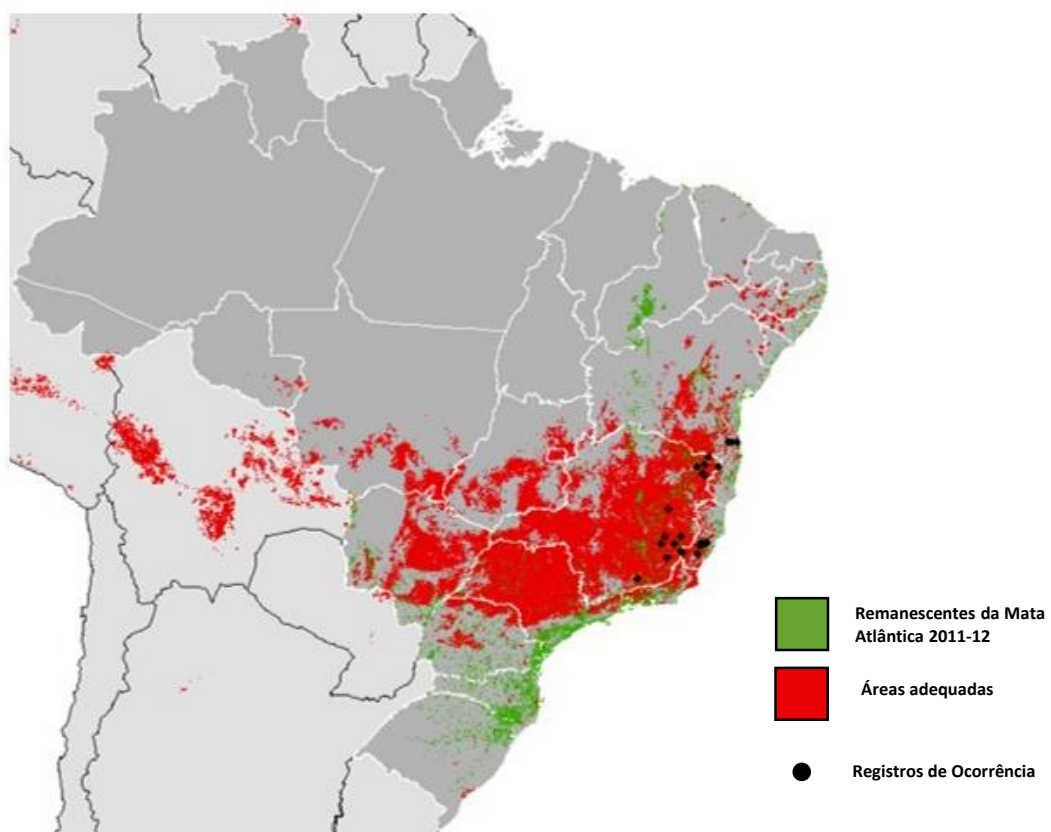 Remanescentes da Mata
Atlântica 2011-12
Áreas adequadas
Registros de Ocorrência